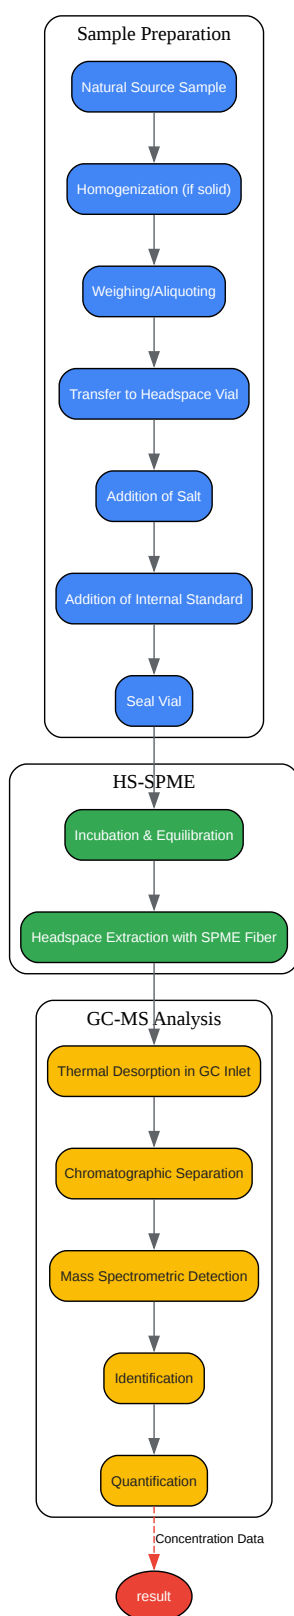 Sample Preparation
Natural Source Sample
Homogenization (if solid)
Weighing/Aliquoting
Transfer to Headspace Vial
Addition of Salt
Addition of Internal Standard
Seal Vial
HS-SPME
Incubation & Equilibration
Headspace Extraction with SPME Fiber
GC-MS Analysis
Thermal Desorption in GC Inlet
Chromatographic Separation
Mass Spectrometric Detection
Identification
Quantification
Concentration Data
result